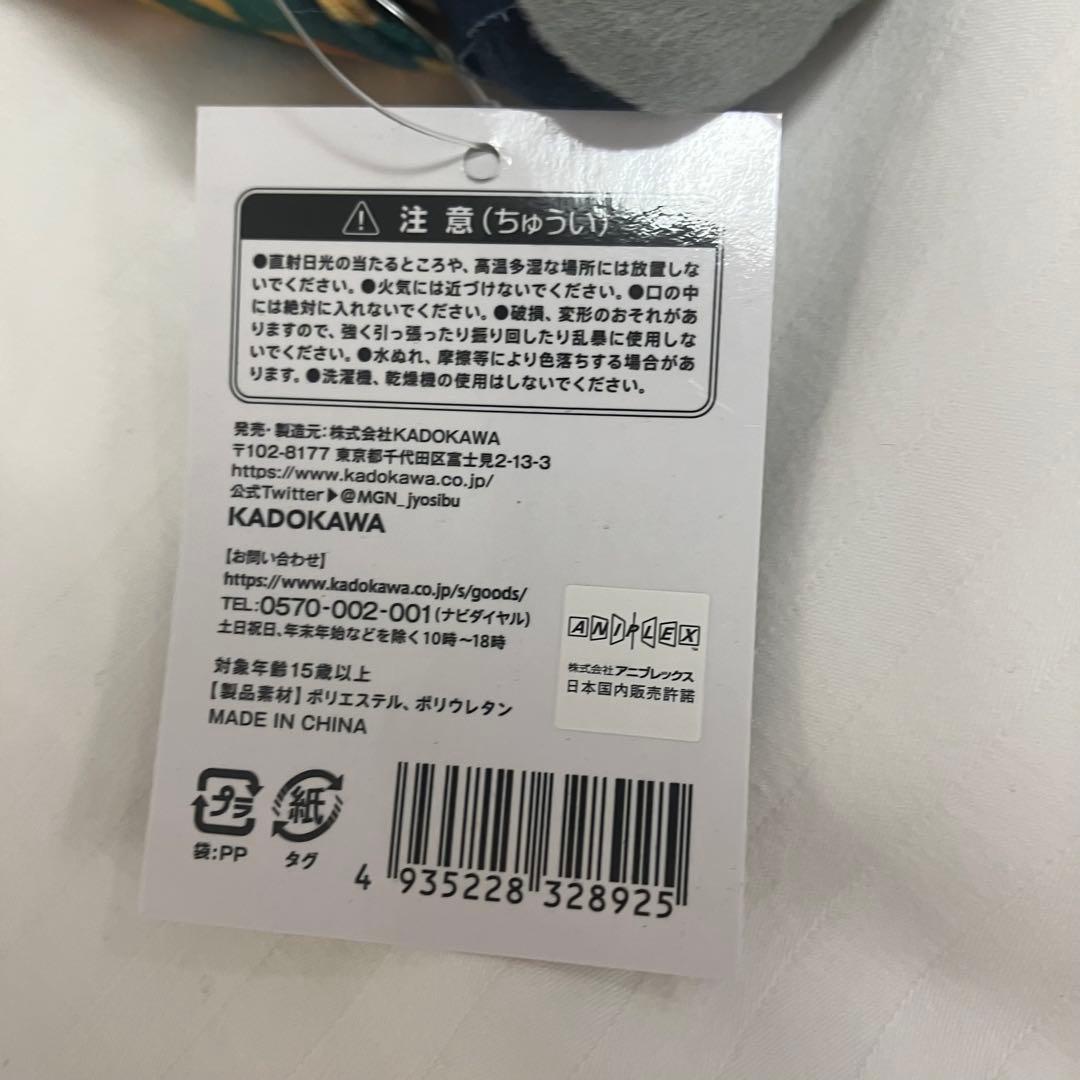 注意(ちゅうい)
●直射日光の当たるところや、高温多湿な場所には放置しな
いでください。●火気には近づけないでください。●口の中
には絶対に入れないでください。●破損、変形のおそれがあ
りますので、強く引っ張ったり振り回したり乱暴に使用しな
いでください。●水ぬれ、摩擦等により色落ちする場合があ
ります。●洗濯機、乾燥機の使用はしないでください。
発売・製造元:株式会社KADOKAWA
〒102-8177 東京都千代田区富士見2-13-3
https://www.kadokawa.co.jp/
公式Twitter▶@MGN_jyosibu
KADOKAWA
【お問い合わせ】
https://www.kadokawa.co.jp/s/goods/
TEL:0570-002-001(ナビダイヤル)
土日祝日、年末年始などを除く10時~18時
対象年齢15歳以上
【製品素材】ポリエステル、ポリウレタン
MADE IN CHINA
ANIPLEX™
株式会社アニプレックス
日本国内販売許諾
プラ
袋:PP
紙
タグ
4 935228 328925